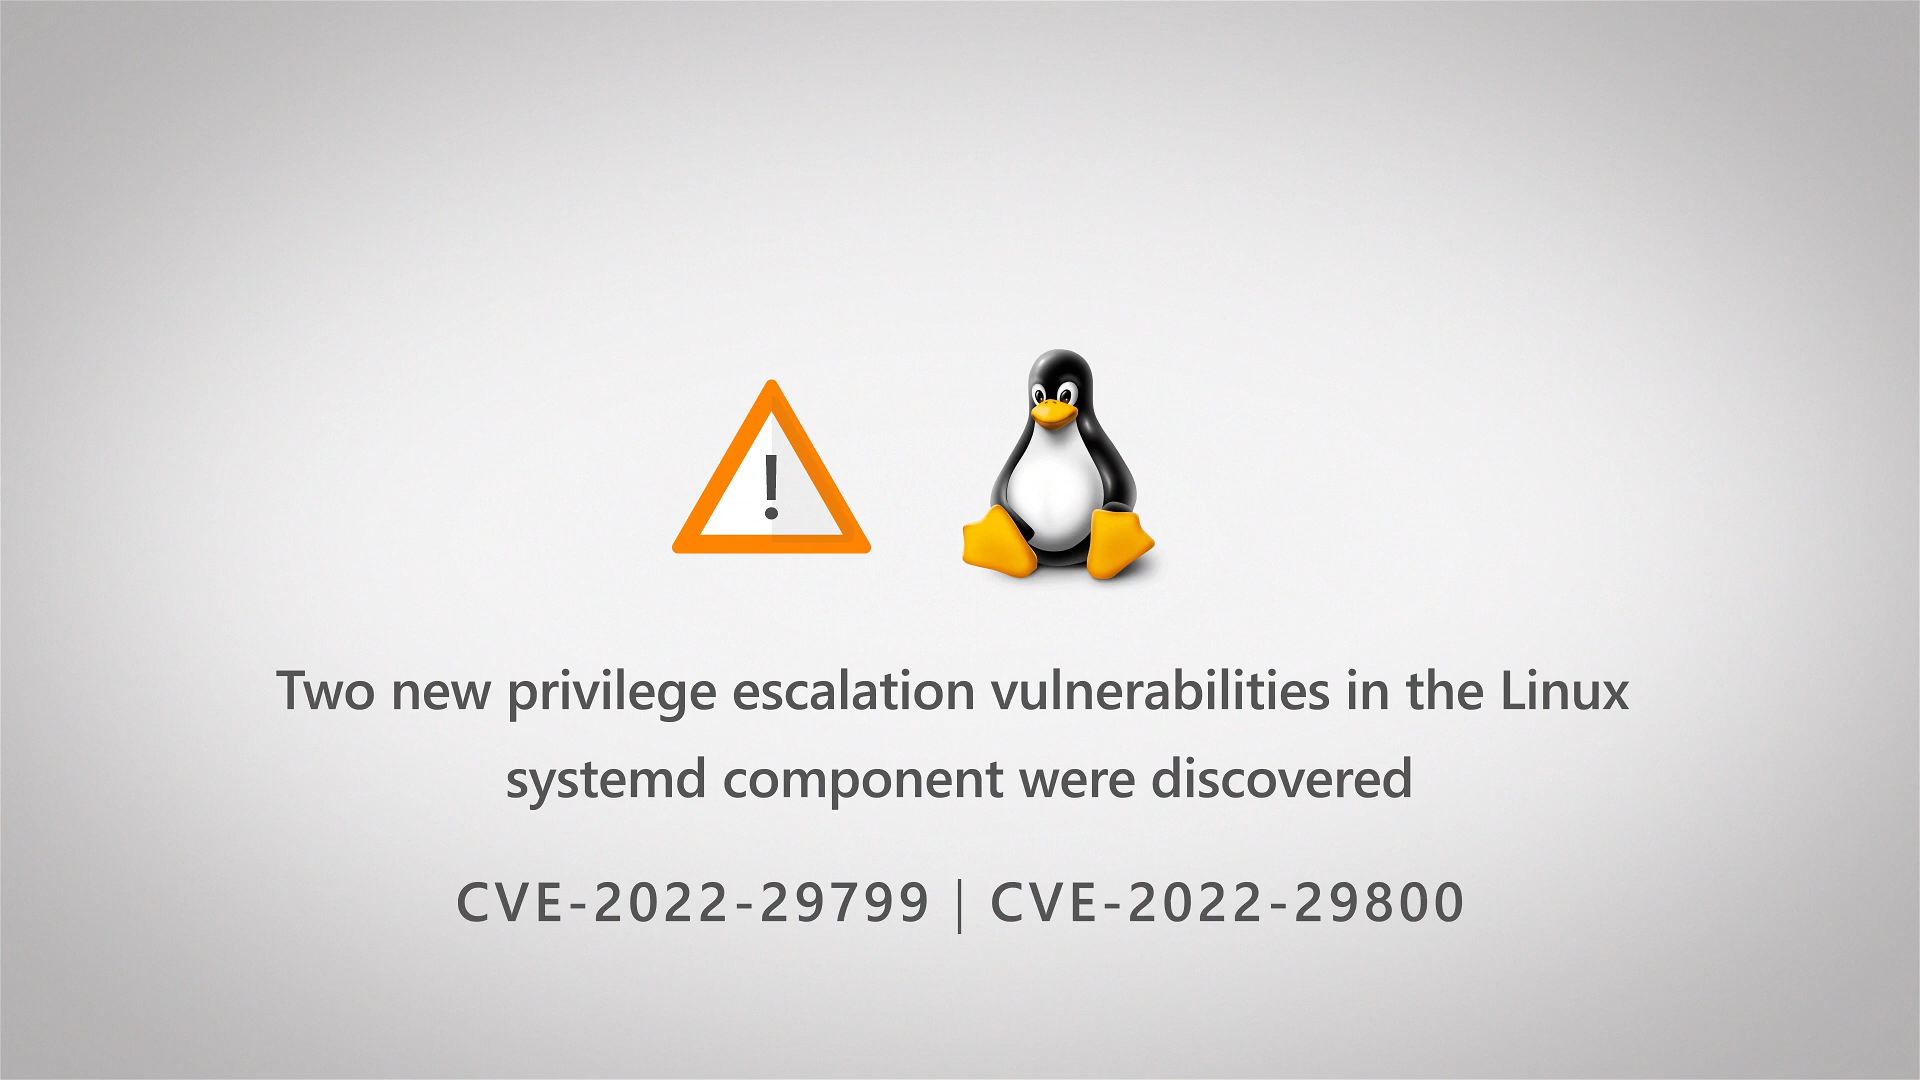 !
Two new privilege escalation vulnerabilities in the Linux
systemd component were discovered
CVE-2022-29799 | CVE-2022-29800